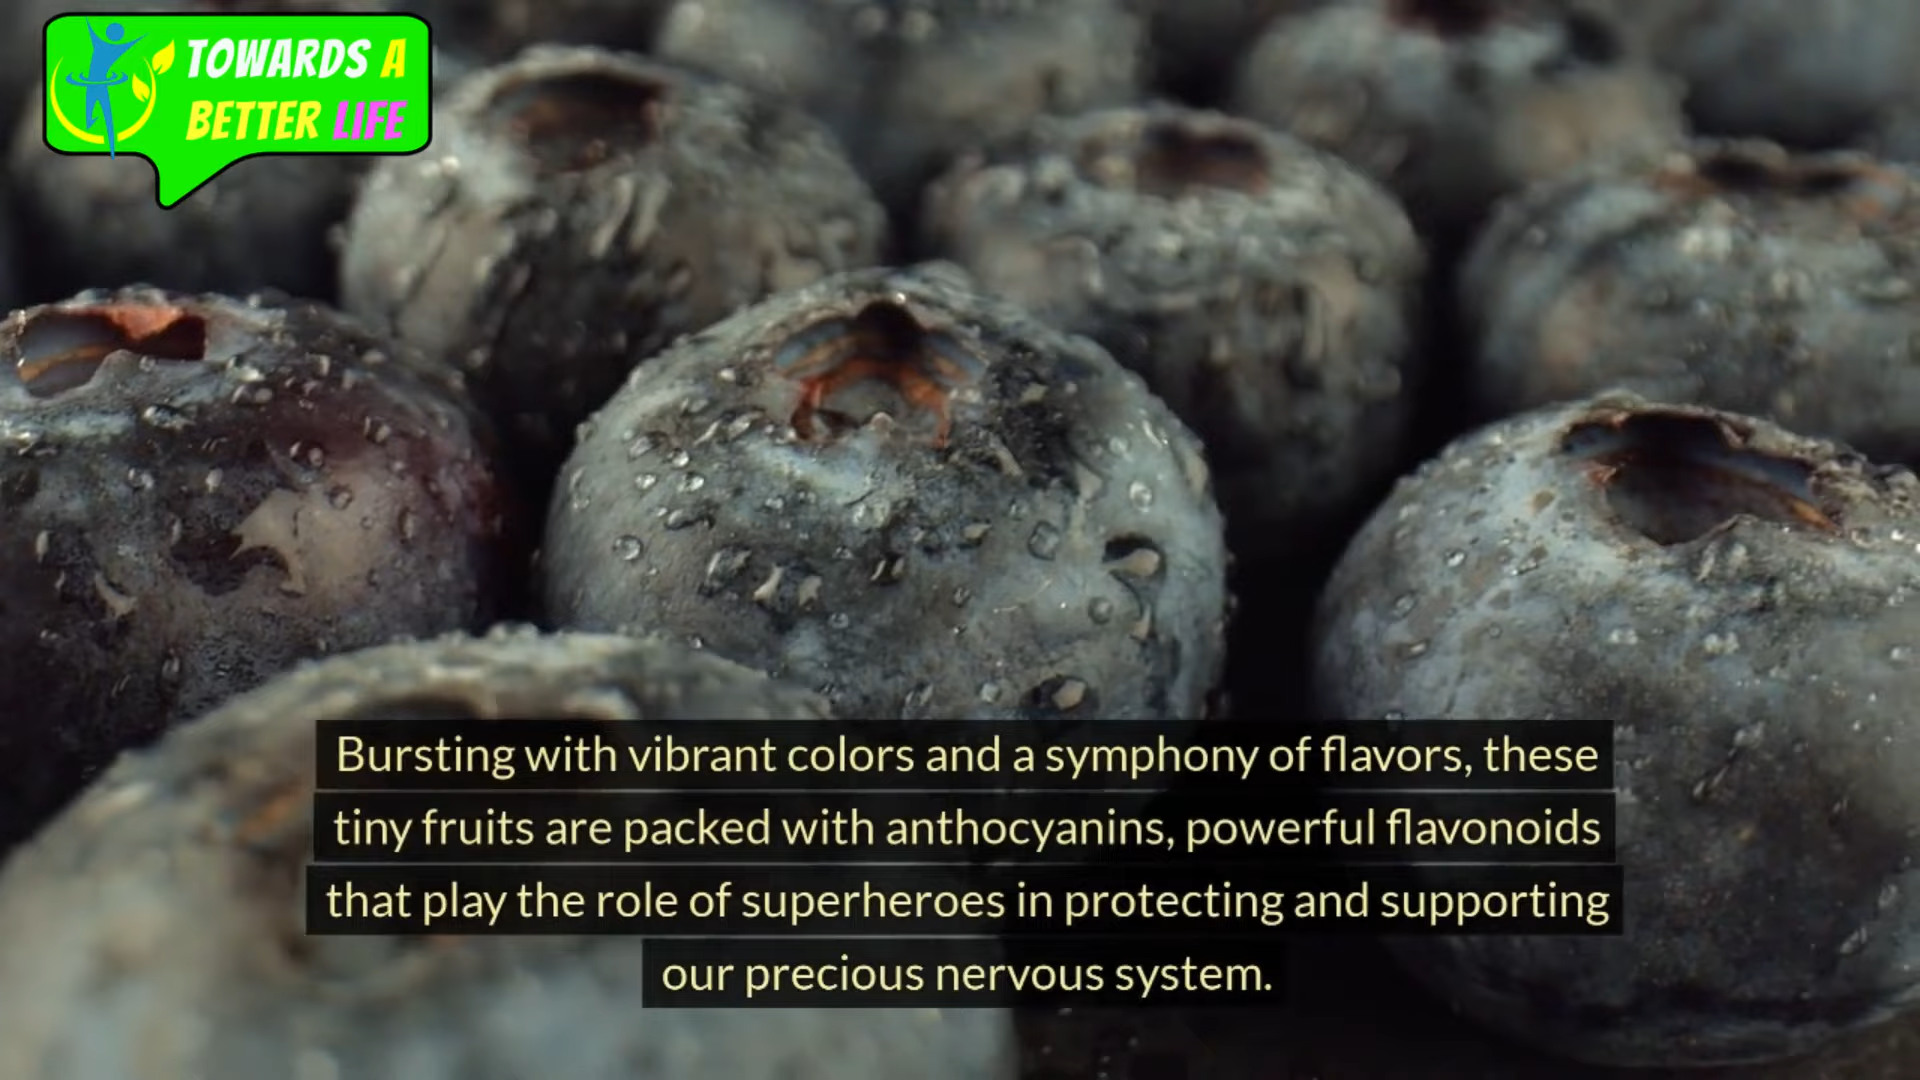 TOWARDS A
BETTER LIFE
Bursting with vibrant colors and a symphony of flavors, these
tiny fruits are packed with anthocyanins, powerful flavonoids
that play the role of superheroes in protecting and supporting
our precious nervous system.